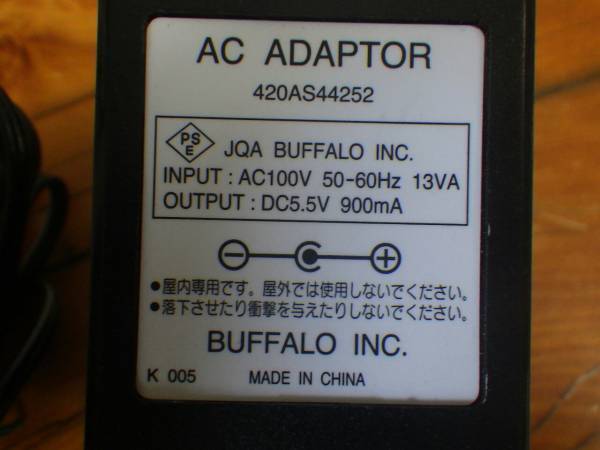 AC ADAPTOR
420AS44252
PSE JQA BUFFALO INC.
INPUT : AC100V 50-60Hz 13VA
OUTPUT : DC5.5V 900mA
●屋内専用です。屋外では使用しないでください。
●落下させたり衝撃を与えたりしないでください。
BUFFALO INC.
K 005 MADE IN CHINA